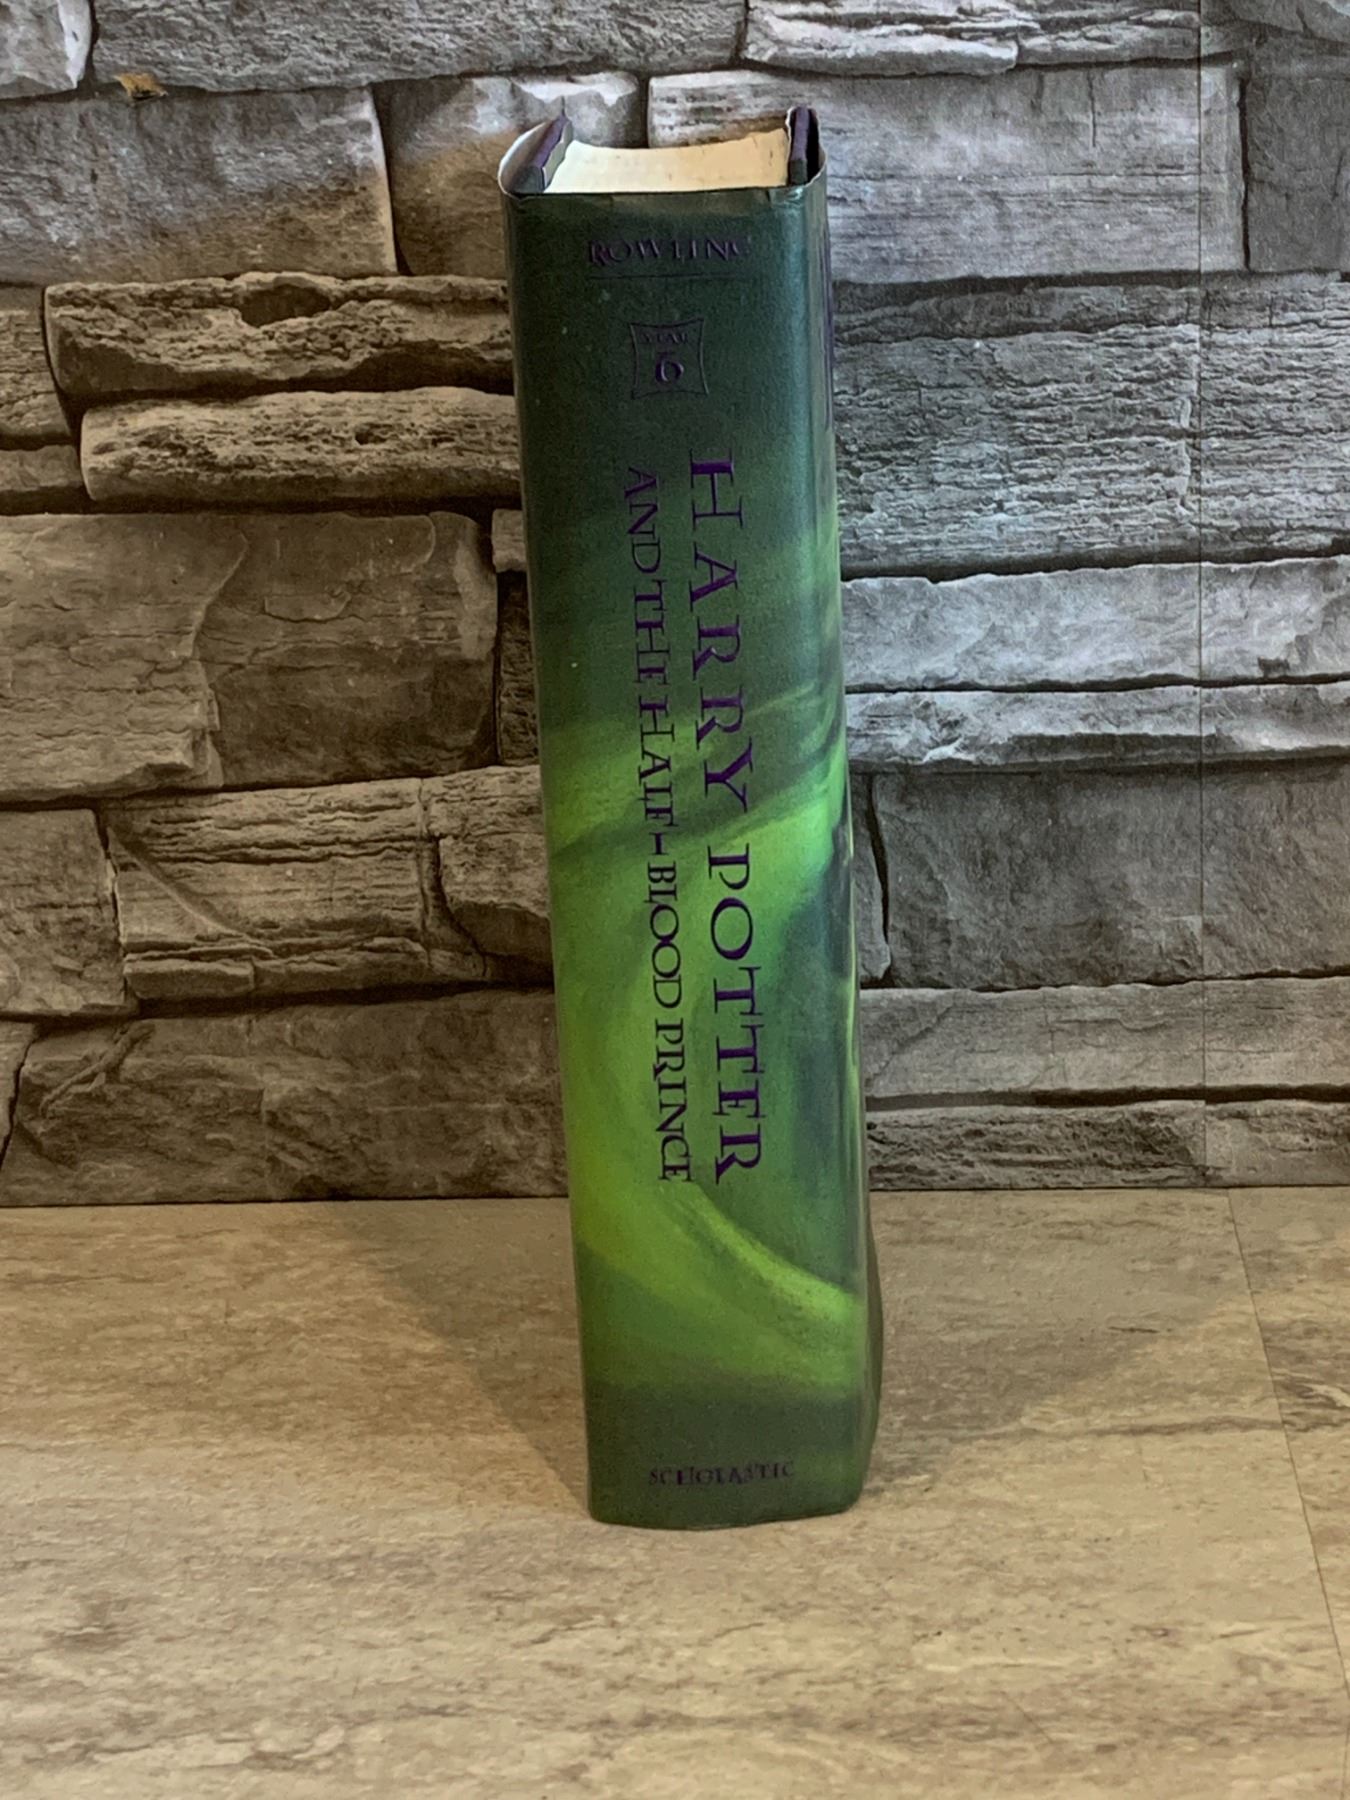 ROWLING
YEAR
6
HARRY POTTER
AND THE HALF-BLOOD PRINCE
SCHOLASTIC